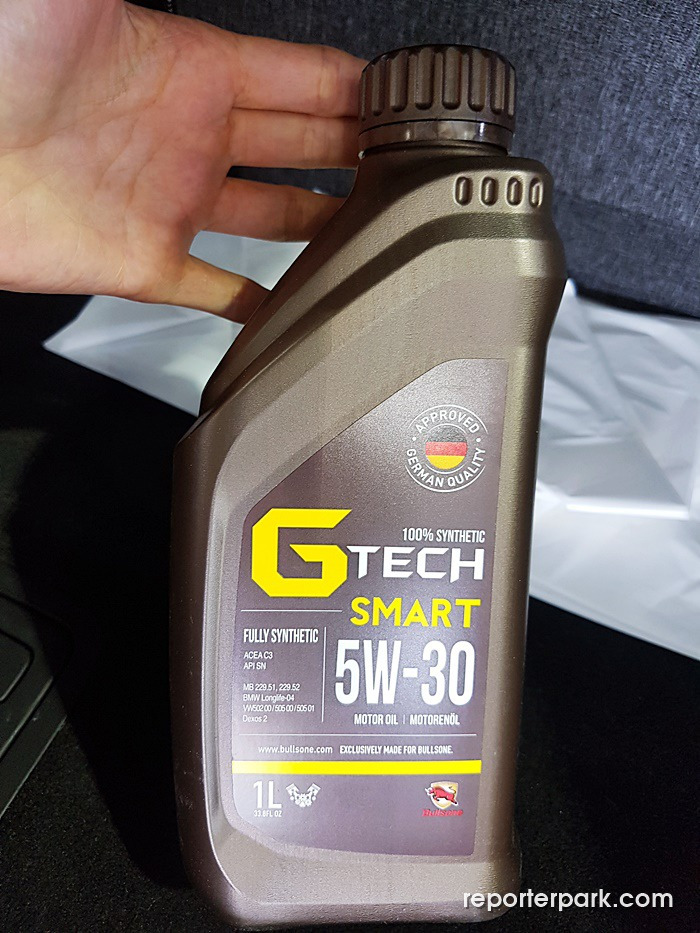 APPROVED
GERMAN QUALITY
100% SYNTHETIC
GTECH
SMART
FULLY SYNTHETIC
ACEA C3
API SN
MB 229.51, 229.52
BMW Longlife-04
VW502 00 / 505 00 / 505 01
Dexos 2
5W-30
MOTOR OIL | MOTORENÖL
www.bullsone.com EXCLUSIVELY MADE FOR BULLSONE.
1L
33.8FL OZ
Bullsone
reporterpark.com